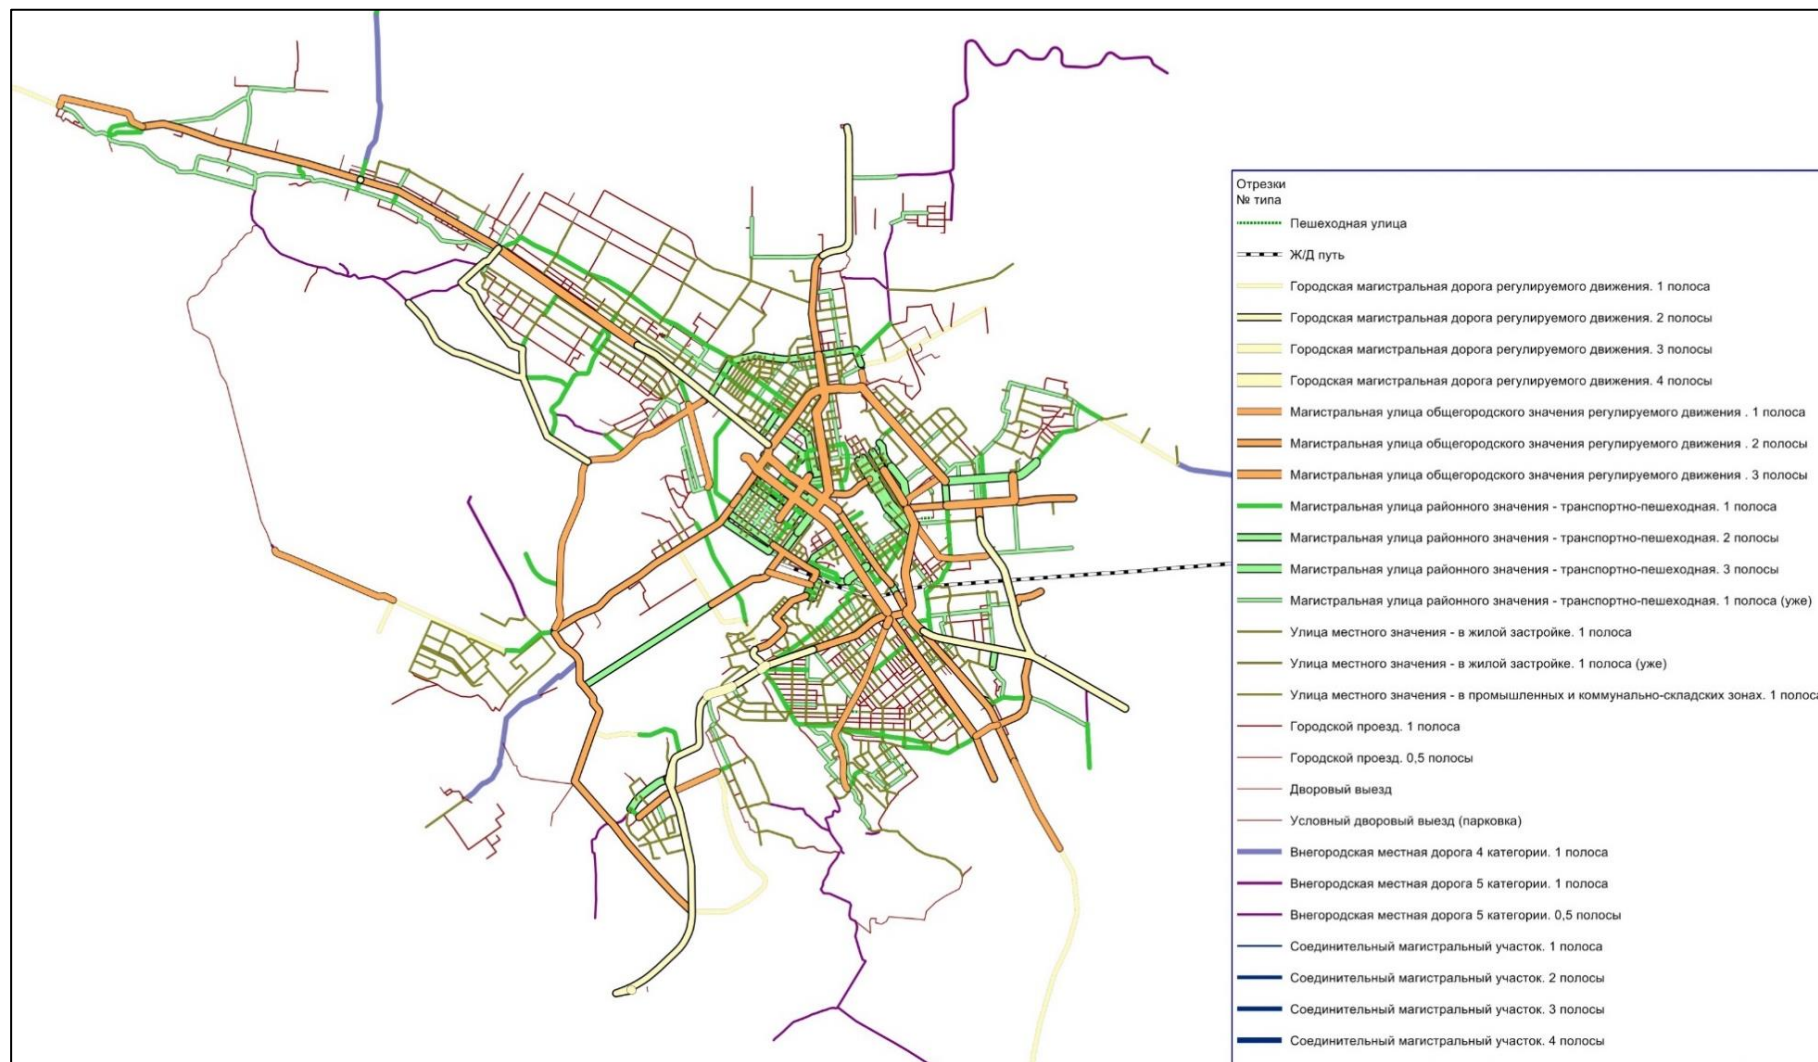 Отрезки
№ типа
Пешеходная улица
Ж/Д путь
Городская магистральная дорога регулируемого движения. 1 полоса
Городская магистральная дорога регулируемого движения. 2 полосы
Городская магистральная дорога регулируемого движения. 3 полосы
Городская магистральная дорога регулируемого движения. 4 полосы
Магистральная улица общегородского значения регулируемого движения . 1 полоса
Магистральная улица общегородского значения регулируемого движения . 2 полосы
Магистральная улица общегородского значения регулируемого движения . 3 полосы
Магистральная улица районного значения - транспортно-пешеходная. 1 полоса
Магистральная улица районного значения - транспортно-пешеходная. 2 полосы
Магистральная улица районного значения - транспортно-пешеходная. 3 полосы
Магистральная улица районного значения - транспортно-пешеходная. 1 полоса (уже)
Улица местного значения - в жилой застройке. 1 полоса
Улица местного значения - в жилой застройке. 1 полоса (уже)
Улица местного значения - в промышленных и коммунально-складских зонах. 1 полоса
Городской проезд. 1 полоса
Городской проезд. 0,5 полосы
Дворовый выезд
Условный дворовый выезд (парковка)
Внегородская местная дорога 4 категории. 1 полоса
Внегородская местная дорога 5 категории. 1 полоса
Внегородская местная дорога 5 категории. 0,5 полосы
Соединительный магистральный участок. 1 полоса
Соединительный магистральный участок. 2 полосы
Соединительный магистральный участок. 3 полосы
Соединительный магистральный участок. 4 полосы